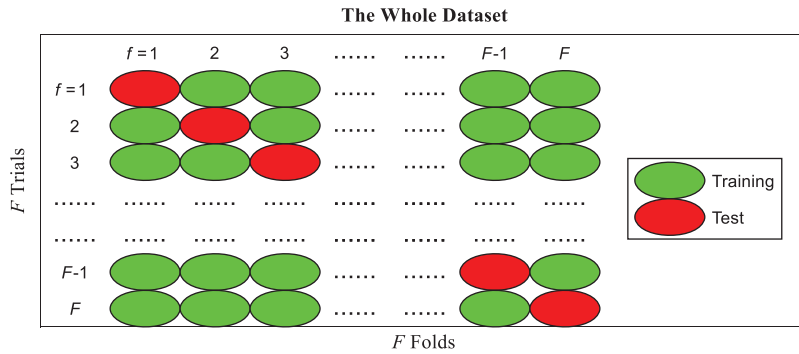 The Whole Dataset
f = 1 2 3 ...... ...... F-1 F
f = 1 ...... ......
2 ...... ......
3 ...... ......
...... ...... ...... ...... ...... ...... ...... ......
...... ...... ...... ...... ...... ...... ...... ......
F-1 ...... ......
F ...... ......
F Trials
F Folds
Training
Test